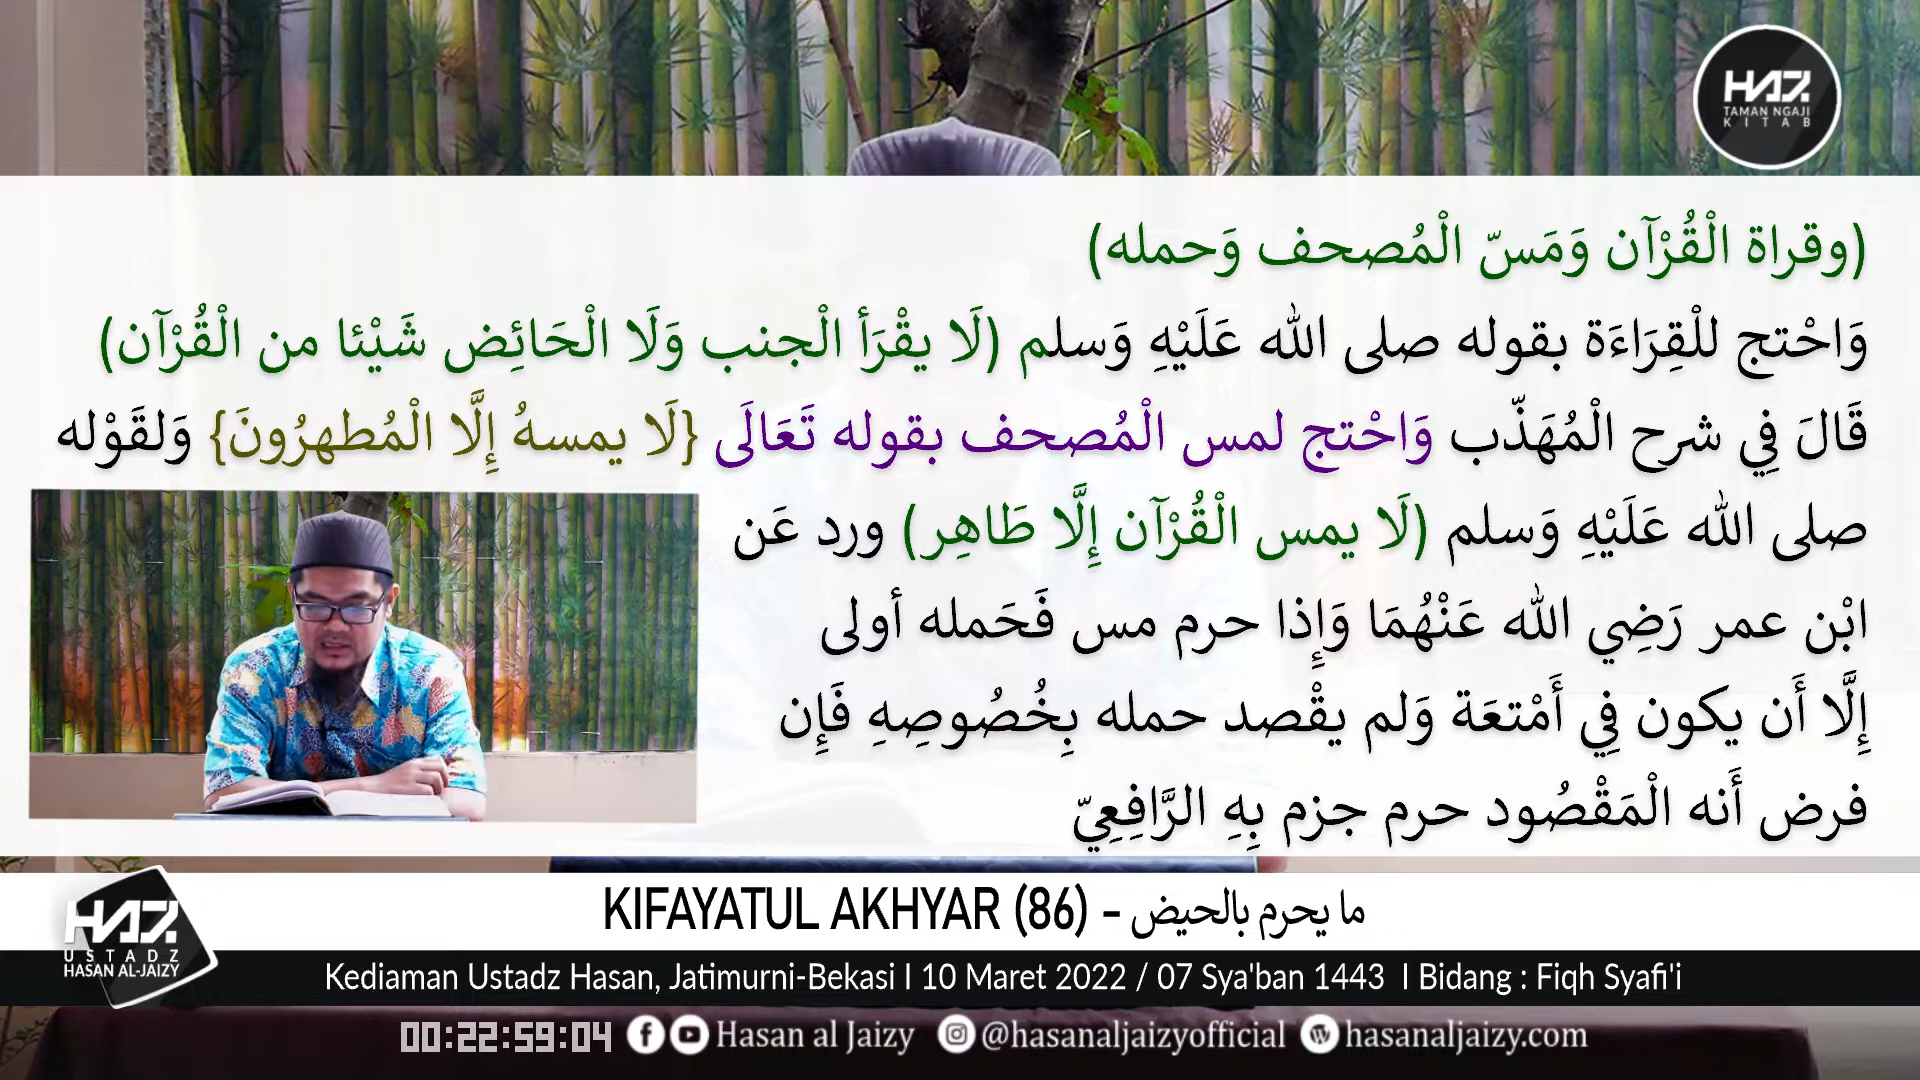 HAJ.
TAMAN NGAJI
KITAB
(وقراة الْقُرْآن وَمَسّ الْمُصحف وَحمله)
وَاحْتج للْقِرَاءَة بقوله صلى الله عَلَيْهِ وَسلم (لَا يقْرَأ الْجنب وَلَا الْحَائِض شَيْئا من الْقُرْآن)
قَالَ فِي شرح الْمُهَذّب وَاحْتج لمس الْمُصحف بقوله تَعَالَى {لَا يمسهُ إِلَّا الْمُطهرُونَ} وَلقَوْله
صلى الله عَلَيْهِ وَسلم (لَا يمس الْقُرْآن إِلَّا طَاهِر) ورد عَن
ابْن عمر رَضِي الله عَنْهُمَا وَإِذا حرم مس فَحَمله أولى
إِلَّا أَن يكون فِي أَمْتعَة وَلم يقْصد حمله بِخُصُوصِهِ فَإِن
فرض أَنه الْمَقْصُود حرم جزم بِهِ الرَّافِعِيّ
KIFAYATUL AKHYAR (86) – ما يحرم بالحيض
HAJ.
USTADZ
HASAN AL-JAIZY
Kediaman Ustadz Hasan, Jatimurni-Bekasi I 10 Maret 2022 / 07 Sya'ban 1443 I Bidang : Fiqh Syafi'i
00:22:59:04 Hasan al Jaizy @hasanaljaizyofficial hasanaljaizy.com